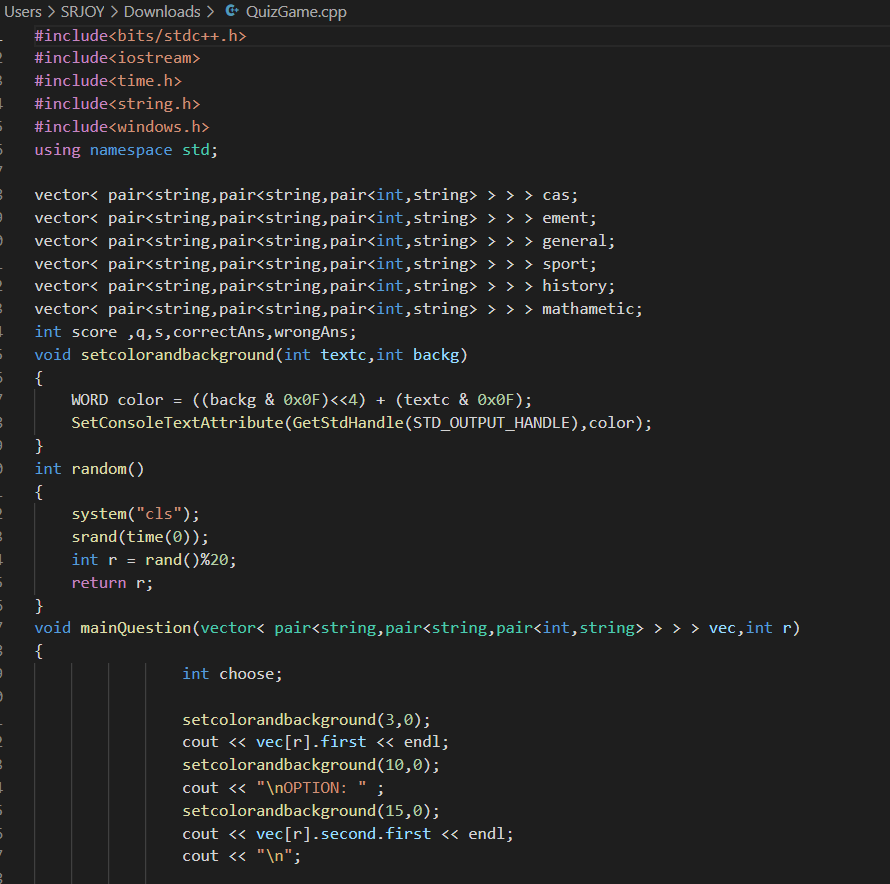 Users > SRJOY > Downloads > QuizGame.cpp
#include<bits/stdc++.h>
#include<iostream>
#include<time.h>
#include<string.h>
#include<windows.h>
using namespace std;
vector< pair<string,pair<string,pair<int,string> > > > cas;
vector< pair<string,pair<string,pair<int,string> > > > ement;
vector< pair<string,pair<string,pair<int,string> > > > general;
vector< pair<string,pair<string,pair<int,string> > > > sport;
vector< pair<string,pair<string,pair<int,string> > > > history;
vector< pair<string,pair<string,pair<int,string> > > > mathametic;
int score ,q,s,correctAns,wrongAns;
void setcolorandbackground(int textc,int backg)
{
    WORD color = ((backg & 0x0F)<<4) + (textc & 0x0F);
    SetConsoleTextAttribute(GetStdHandle(STD_OUTPUT_HANDLE),color);
}
int random()
{
    system("cls");
    srand(time(0));
    int r = rand()%20;
    return r;
}
void mainQuestion(vector< pair<string,pair<string,pair<int,string> > > > vec,int r)
{
                int choose;
                setcolorandbackground(3,0);
                cout << vec[r].first << endl;
                setcolorandbackground(10,0);
                cout << "\nOPTION: " ;
                setcolorandbackground(15,0);
                cout << vec[r].second.first << endl;
                cout << "\n";